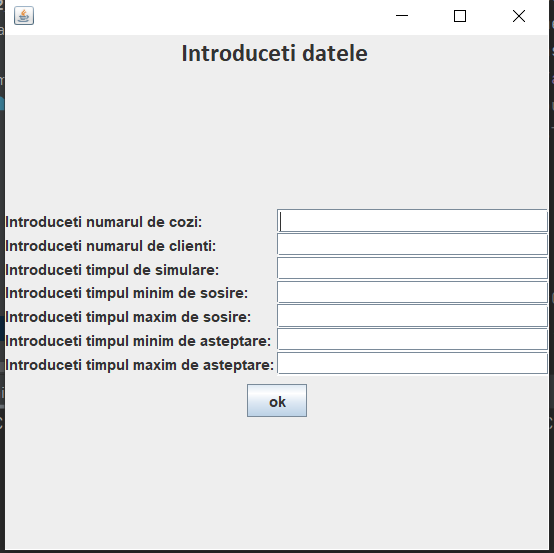 Introduceti datele
Introduceti numarul de cozi:
Introduceti numarul de clienti:
Introduceti timpul de simulare:
Introduceti timpul minim de sosire:
Introduceti timpul maxim de sosire:
Introduceti timpul minim de asteptare:
Introduceti timpul maxim de asteptare:
ok